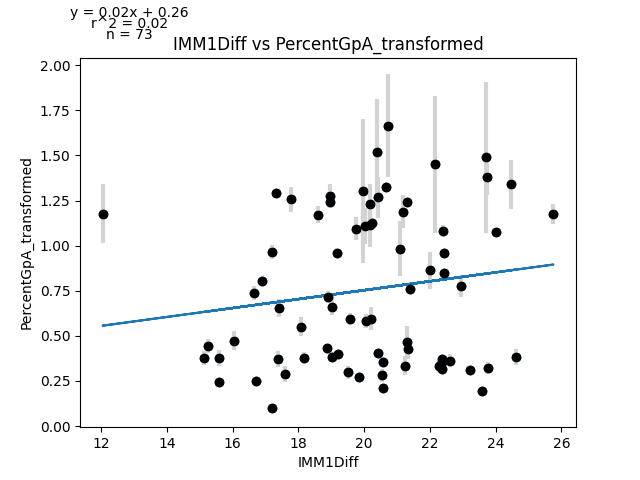 y = 0.02x + 0.26
r^2 = 0.02
n = 73
IMM1Diff vs PercentGpA_transformed
2.00
1.75
1.50
1.25
1.00
0.75
0.50
0.25
0.00
PercentGpA_transformed
12 14 16 18 20 22 24 26
IMM1Diff